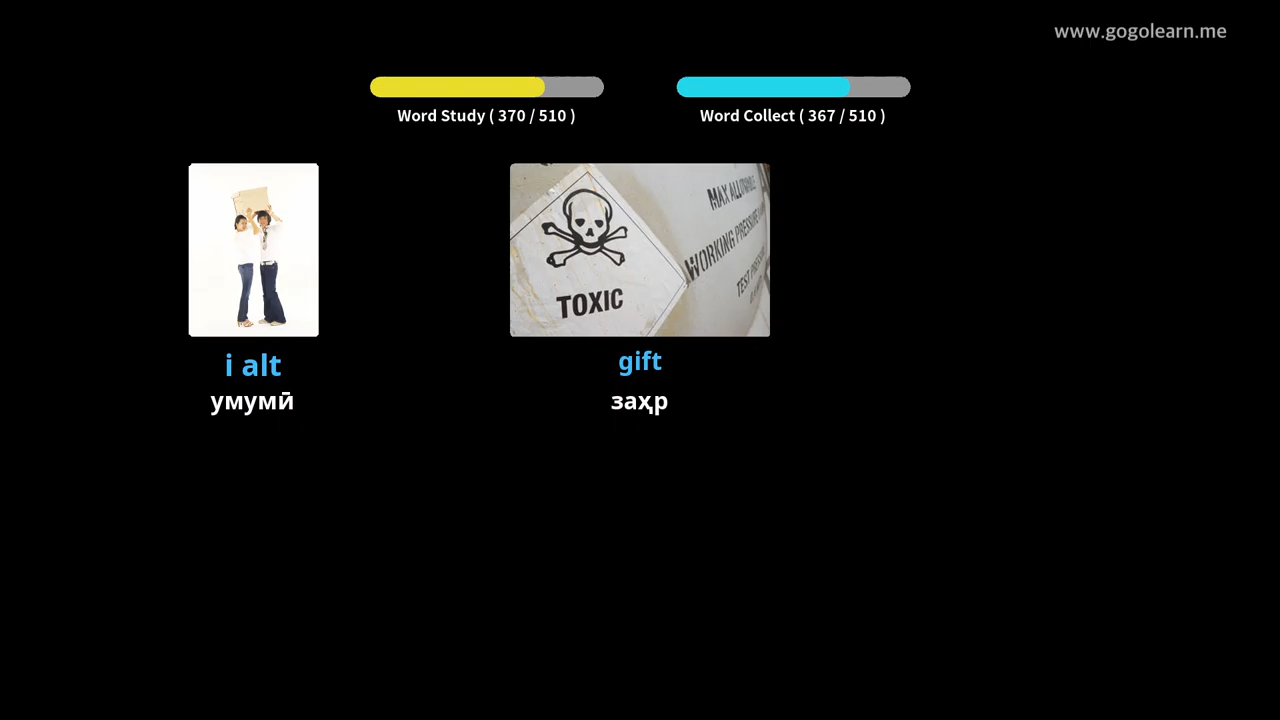 www.gogolearn.me
Word Study ( 370 / 510 )
Word Collect ( 367 / 510 )
MAX
WORKING PRESSURE
TEST
TOXIC
i alt
gift
умумӣ
заҳр